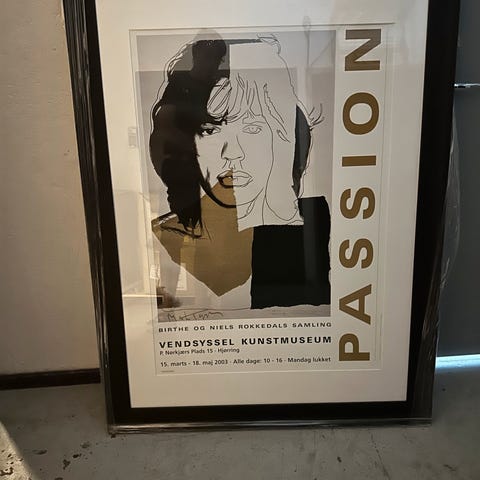 PASSION
BIRTHE OG NIELS ROKKEDALS SAMLING
VENDSYSSEL KUNSTMUSEUM
P. Nørkjærs Plads 15 - Hjørring
15. marts - 18. maj 2003 - Alle dage: 10 - 16 - Mandag lukket